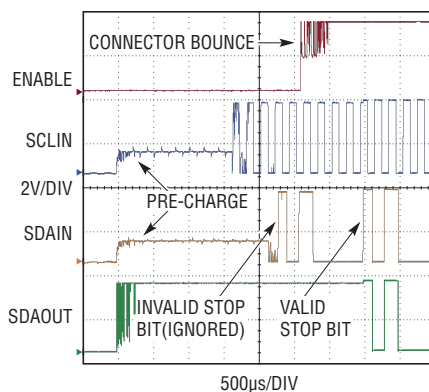 CONNECTOR BOUNCE
ENABLE
SCLIN
2V/DIV
PRE-CHARGE
SDAIN
INVALID STOP
BIT(IGNORED)
VALID
STOP BIT
SDAOUT
500µs/DIV